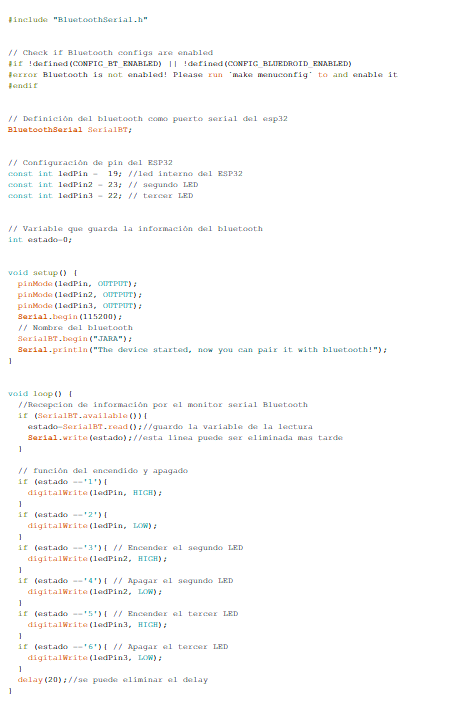 #include "BluetoothSerial.h"
// Check if Bluetooth configs are enabled
#if !defined(CONFIG_BT_ENABLED) || !defined(CONFIG_BLUEDROID_ENABLED)
#error Bluetooth is not enabled! Please run `make menuconfig` to and enable it
#endif
// Definición del bluetooth como puerto serial del esp32
BluetoothSerial SerialBT;
// Configuración de pin del ESP32
const int ledPin =  19; //led interno del ESP32
const int ledPin2 = 23; // segundo LED
const int ledPin3 = 22; // tercer LED
// Variable que guarda la información del bluetooth
int estado=0;
void setup() {
pinMode(ledPin, OUTPUT);
pinMode(ledPin2, OUTPUT);
pinMode(ledPin3, OUTPUT);
Serial.begin(115200);
// Nombre del bluetooth
SerialBT.begin("JARA");
Serial.println("The device started, now you can pair it with bluetooth!");
}
void loop() {
//Recepcion de información por el monitor serial Bluetooth
if (SerialBT.available()){
estado=SerialBT.read();//guardo la variable de la lectura
Serial.write(estado);//esta linea puede ser eliminada mas tarde
}
// función del encendido y apagado
if (estado =='1'){
digitalWrite(ledPin, HIGH);
}
if (estado =='2'){
digitalWrite(ledPin, LOW);
}
if (estado =='3'){ // Encender el segundo LED
digitalWrite(ledPin2, HIGH);
}
if (estado =='4'){ // Apagar el segundo LED
digitalWrite(ledPin2, LOW);
}
if (estado =='5'){ // Encender el tercer LED
digitalWrite(ledPin3, HIGH);
}
if (estado =='6'){ // Apagar el tercer LED
digitalWrite(ledPin3, LOW);
}
delay(20);//se puede eliminar el delay
}